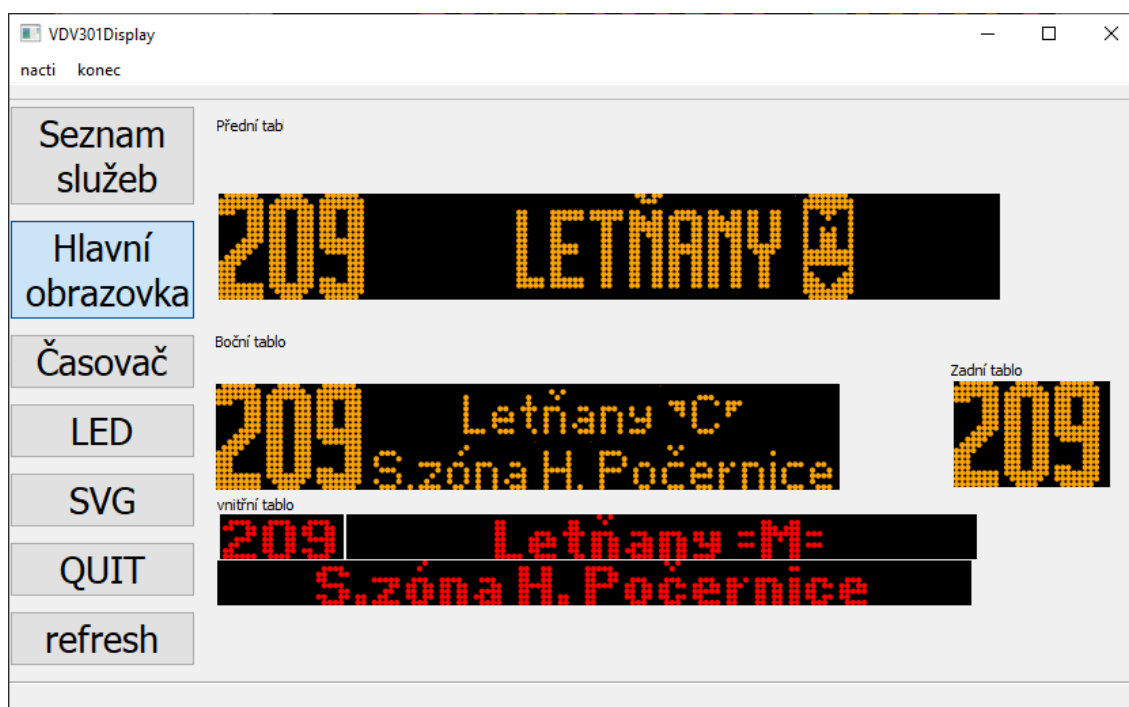 VDV301Display
nacti konec
Seznam
služeb
Hlavní
obrazovka
Časovač
LED
SVG
QUIT
refresh
Přední tab
209 LETŇANY M
Boční tablo
209 Letňany C
S.zóna H. Počernice
Zadní tablo
209
vnitřní tablo
209 Letňany =M=
S.zóna H. Počernice